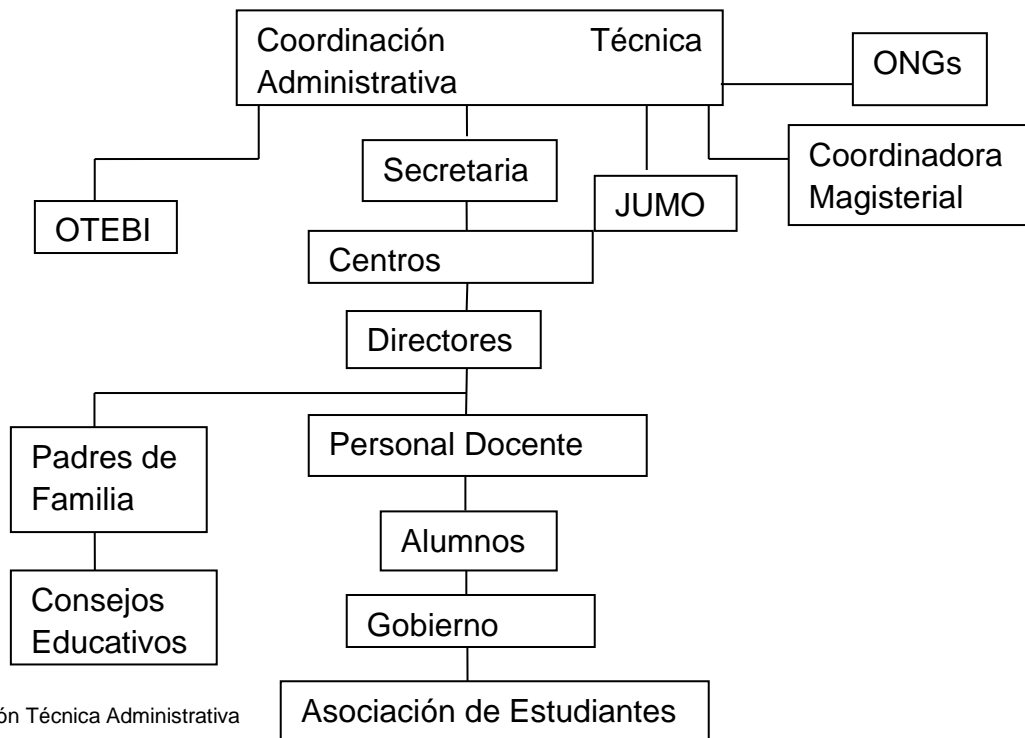 Coordinación Técnica
Administrativa
ONGs
Coordinadora
Magisterial
Secretaria
JUMO
OTEBI
Centros
Directores
Padres de
Familia
Personal Docente
Alumnos
Consejos
Educativos
Gobierno
Asociación de Estudiantes
ón Técnica Administrativa